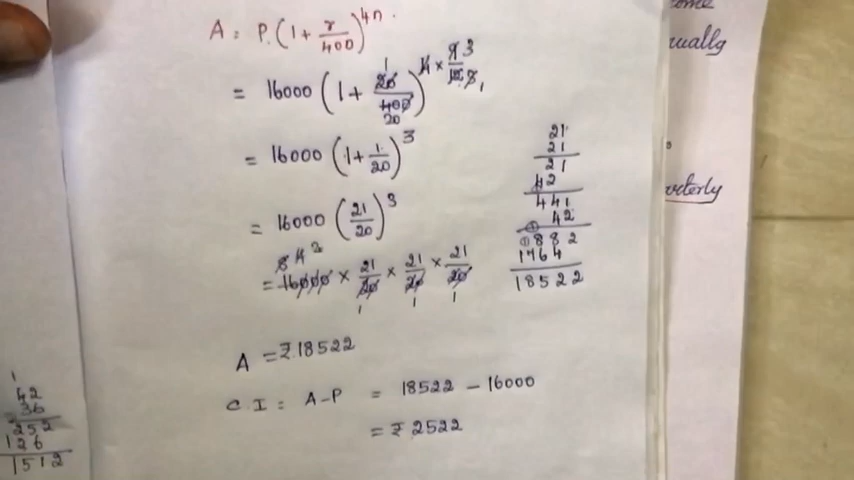 A = P. (1 + r/400)^4n.
= 16000 (1 + 20/400)^4 × 9/12
= 16000 (1 + 1/20)^3
= 16000 (21/20)^3
= 16000 × 21/20 × 21/20 × 21/20
A = ₹.18522
C.I = A-P = 18522 - 16000
= ₹ 2522
21
21
21
42
441
42
882
1764
18522
ually
42
36
252
126
1512